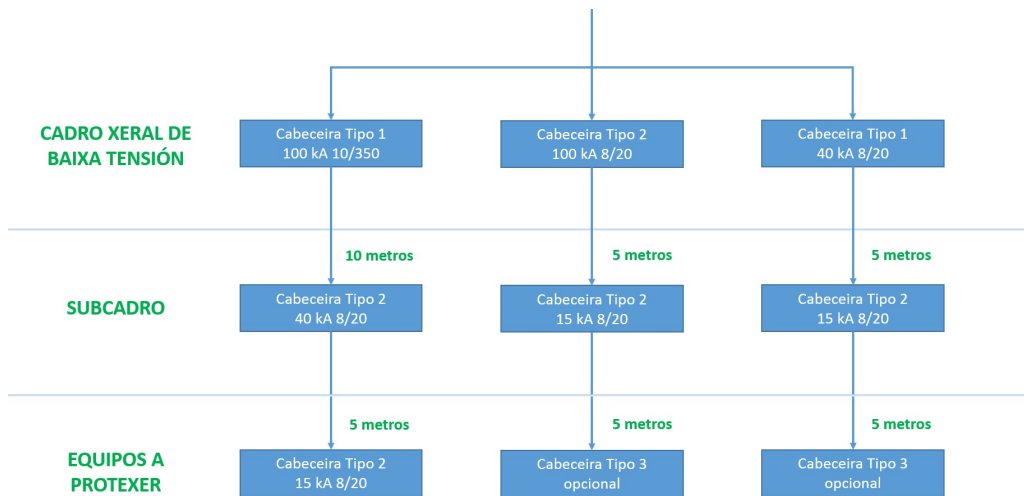 CADRO XERAL DE
BAIXA TENSIÓN
Cabeceira Tipo 1
100 kA 10/350
Cabeceira Tipo 2
100 kA 8/20
Cabeceira Tipo 1
40 kA 8/20
10 metros
5 metros
5 metros
SUBCADRO
Cabeceira Tipo 2
40 kA 8/20
Cabeceira Tipo 2
15 kA 8/20
Cabeceira Tipo 2
15 kA 8/20
5 metros
5 metros
5 metros
EQUIPOS A
PROTEXER
Cabeceira Tipo 2
15 kA 8/20
Cabeceira Tipo 3
opcional
Cabeceira Tipo 3
opcional